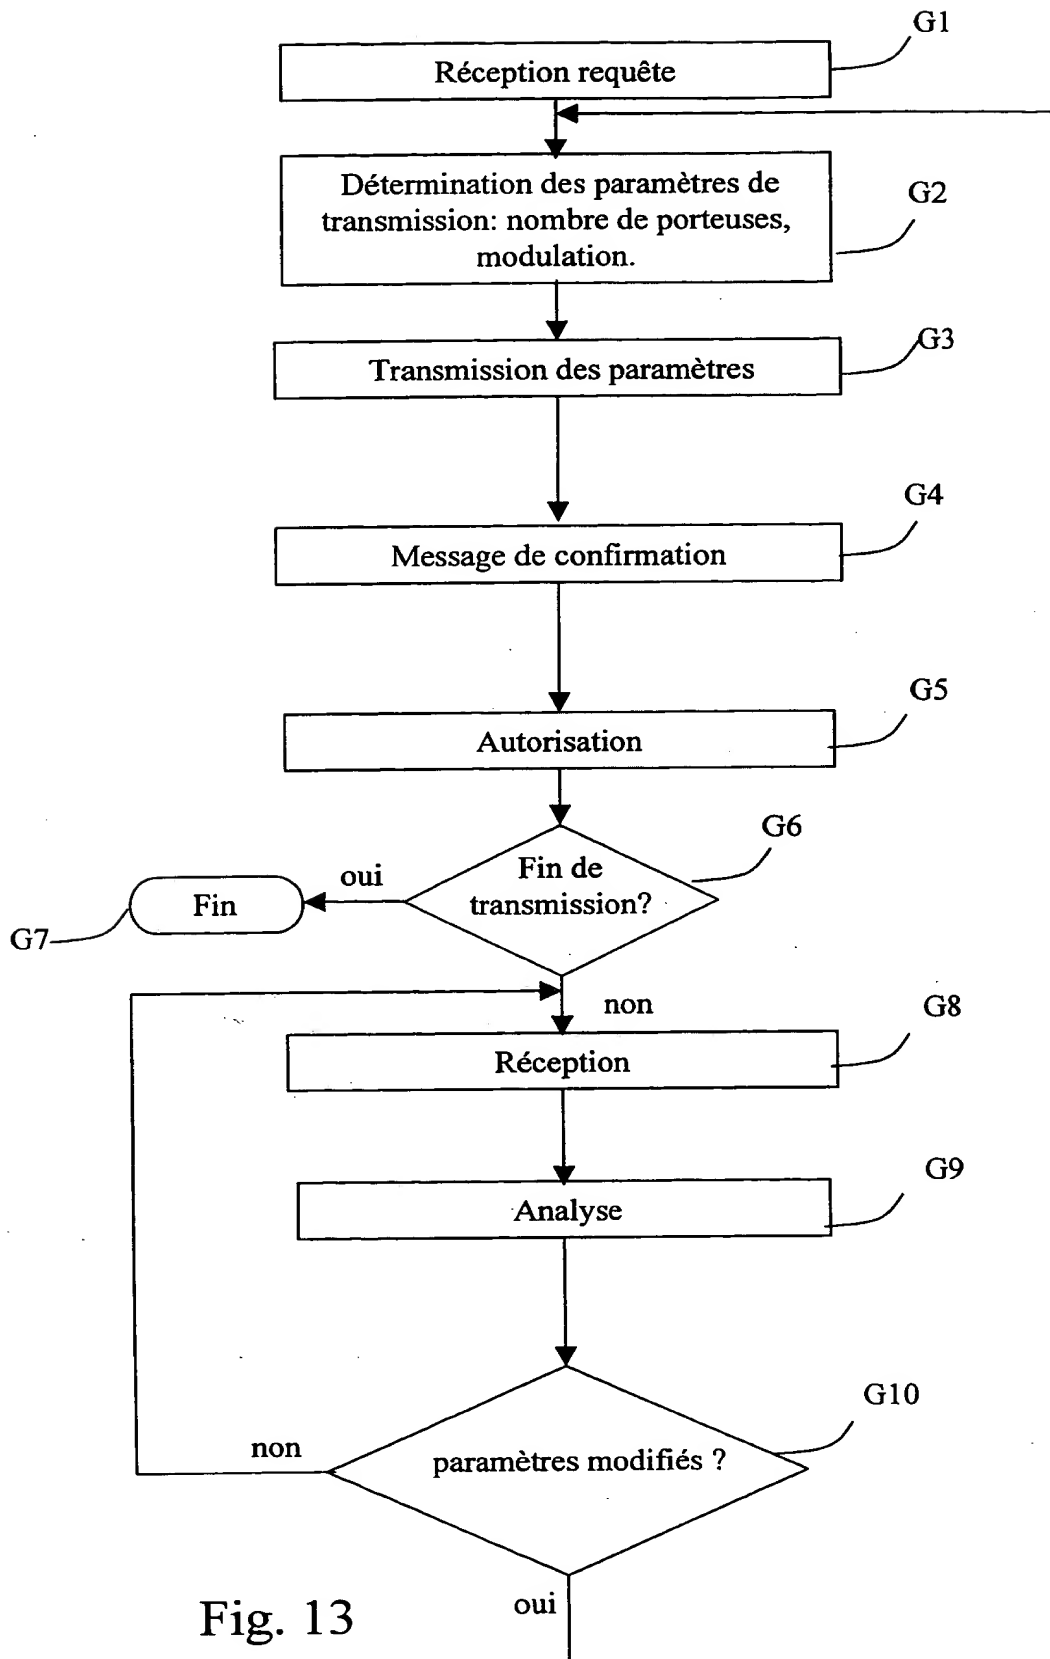 G1
Réception requête
Détermination des paramètres de
transmission: nombre de porteuses,
modulation.
G2
G3
Transmission des paramètres
G4
Message de confirmation
G5
Autorisation
G6
Fin de
transmission?
oui
Fin
G7
non
G8
Réception
G9
Analyse
G10
paramètres modifiés ?
non
oui
Fig. 13